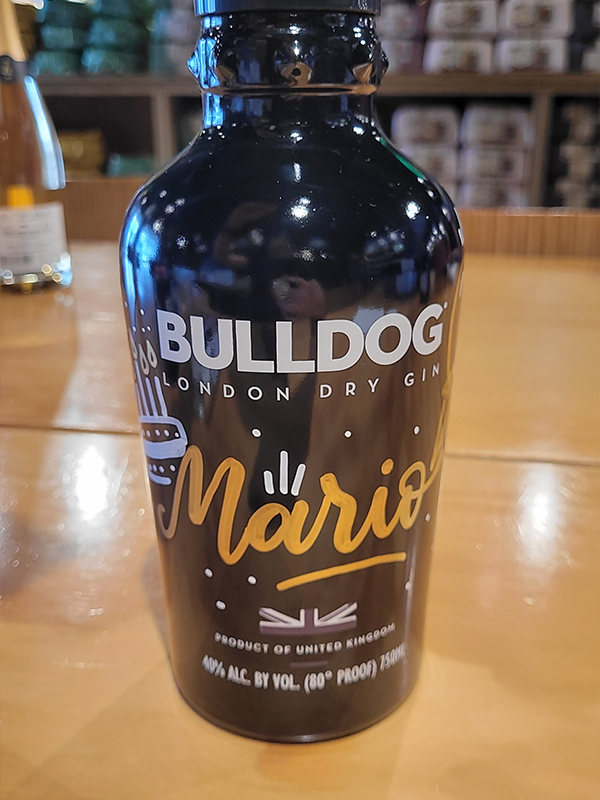 BULLDOG
LONDON DRY GIN
Mario
PRODUCT OF UNITED KINGDOM
40% ALC. BY VOL. (80° PROOF) 750ML